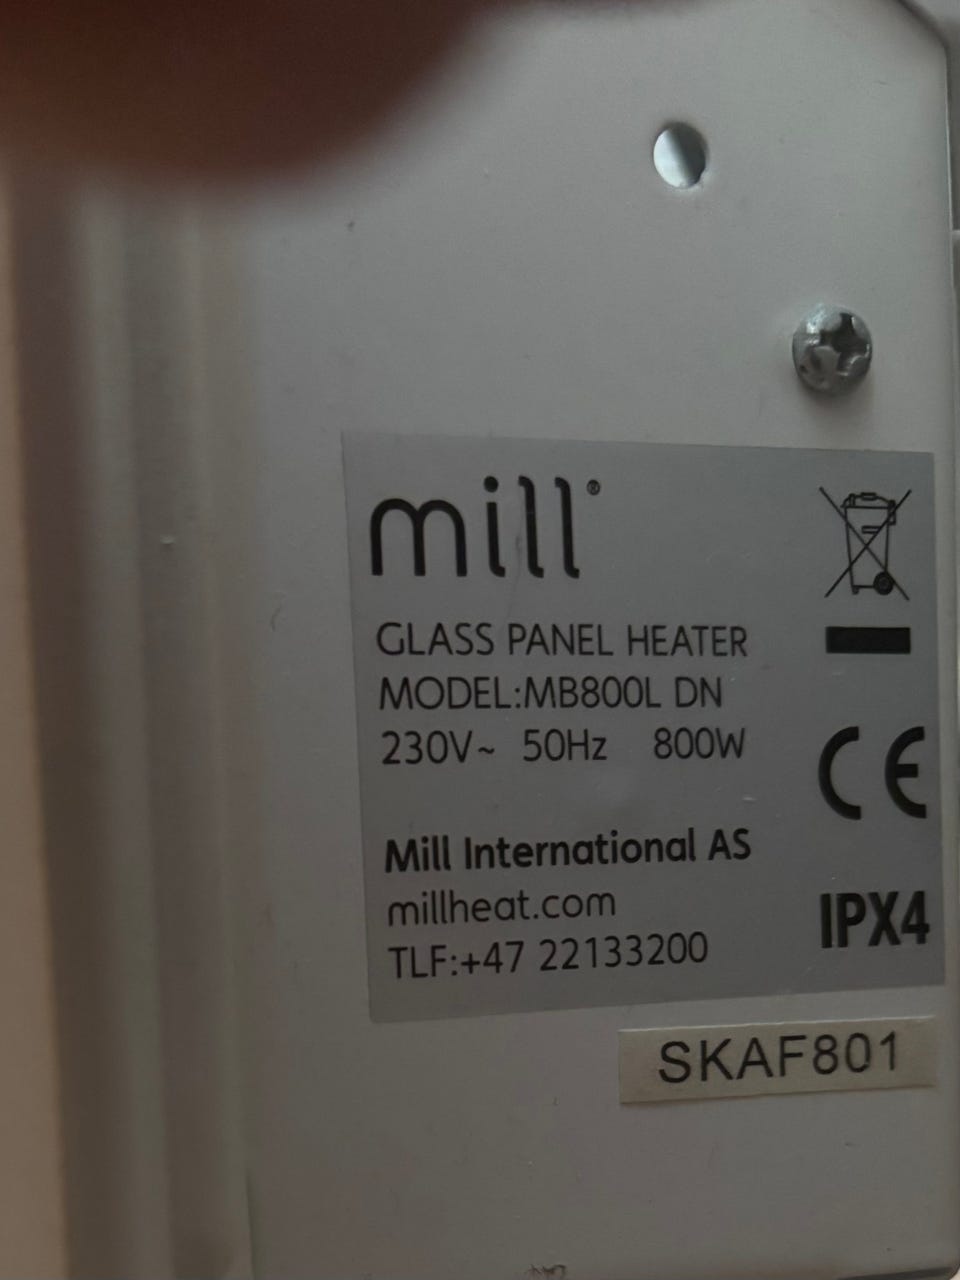 mill®
GLASS PANEL HEATER
MODEL:MB800L DN
230V~ 50Hz 800W
CE
Mill International AS
millheat.com
TLF:+47 22133200
IPX4
SKAF801